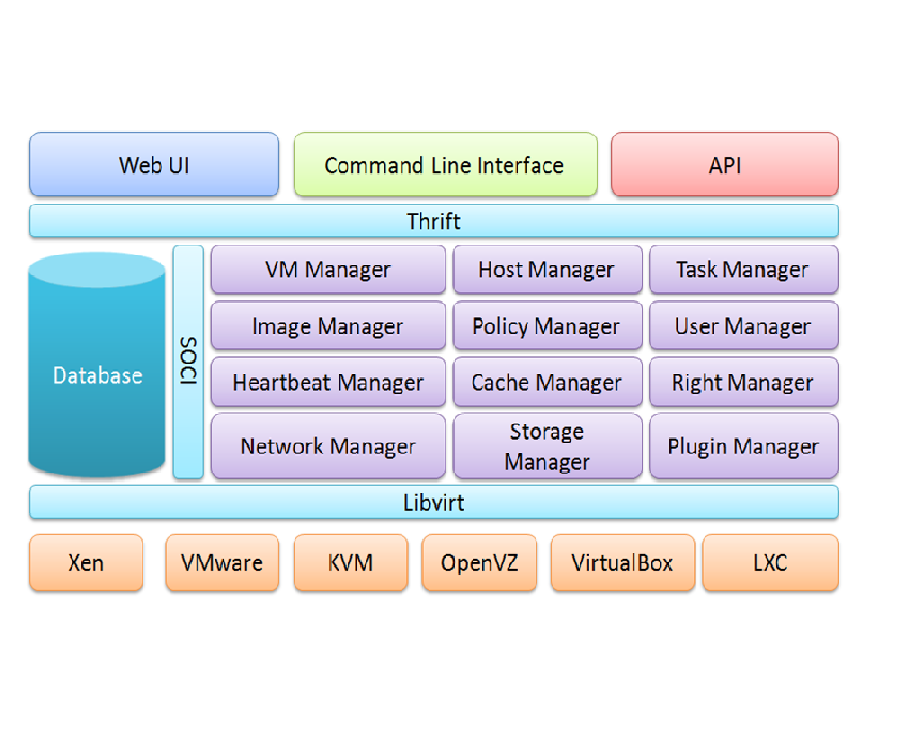 Web UI
Command Line Interface
API
Thrift
Database
SOCI
VM Manager
Host Manager
Task Manager
Image Manager
Policy Manager
User Manager
Heartbeat Manager
Cache Manager
Right Manager
Network Manager
Storage
Manager
Plugin Manager
Libvirt
Xen
VMware
KVM
OpenVZ
VirtualBox
LXC